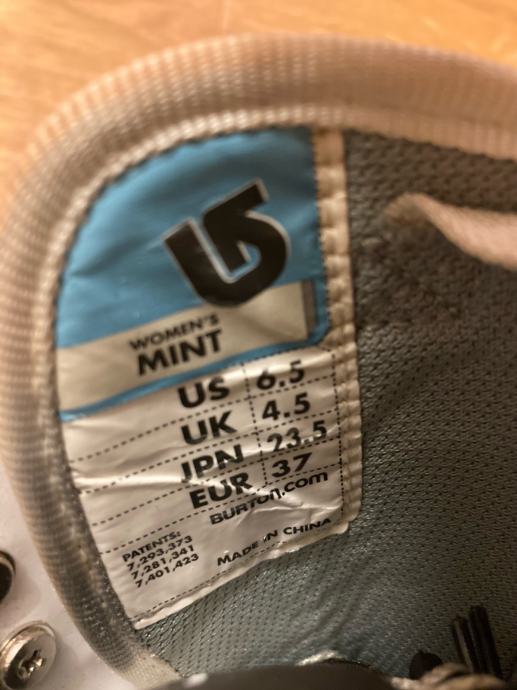 WOMEN'S
MINT
US 6.5
UK 4.5
JPN 23.5
EUR 37
BURTON.COM
PATENTS:
7,293,373
7,281,341
7,401,423
MADE IN CHINA